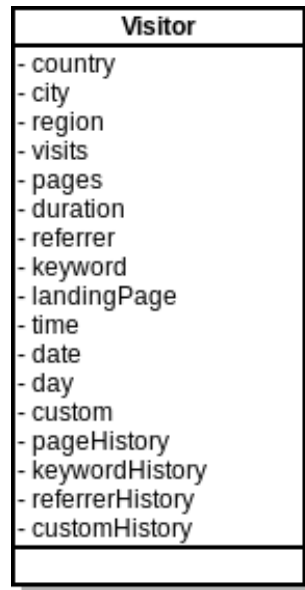 Visitor
- country
- city
- region
- visits
- pages
- duration
- referrer
- keyword
- landingPage
- time
- date
- day
- custom
- pageHistory
- keywordHistory
- referrerHistory
- customHistory